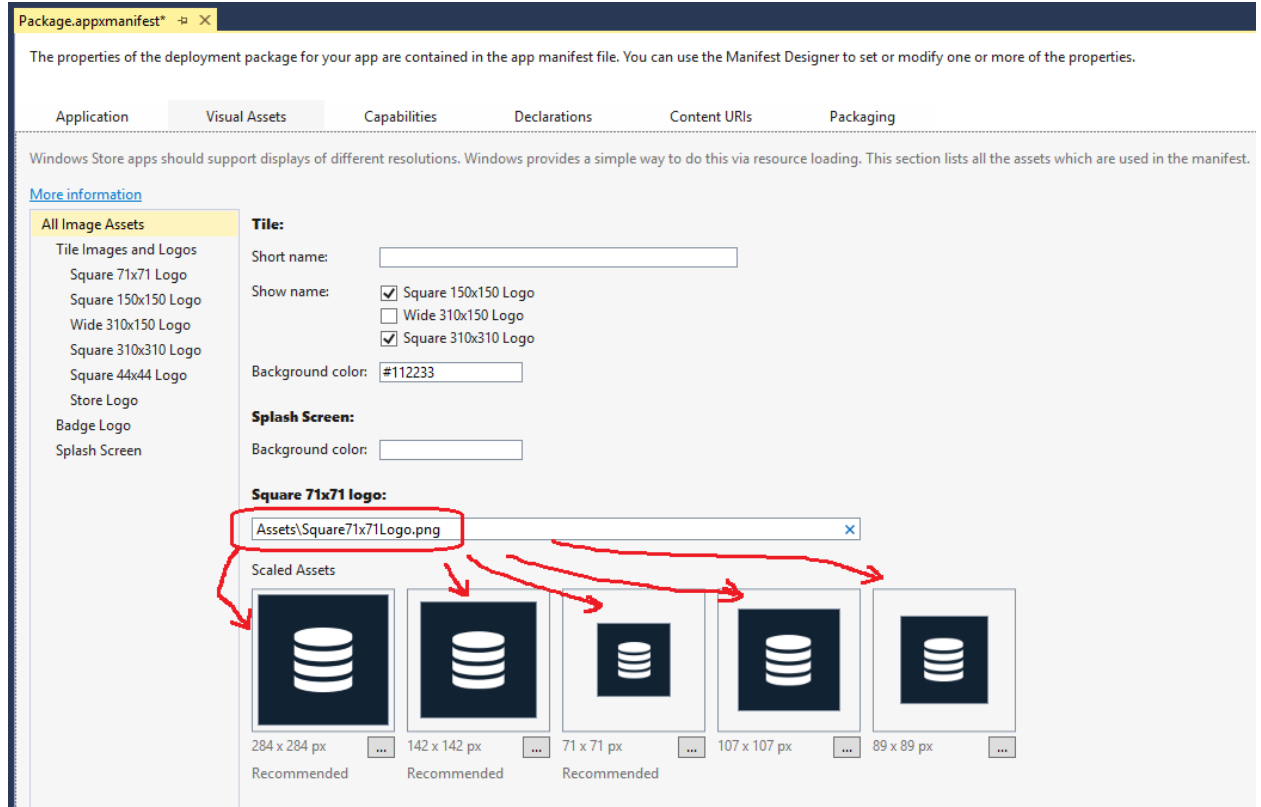 Package.appxmanifest*
The properties of the deployment package for your app are contained in the app manifest file. You can use the Manifest Designer to set or modify one or more of the properties.
Application Visual Assets Capabilities Declarations Content URIs Packaging
Windows Store apps should support displays of different resolutions. Windows provides a simple way to do this via resource loading. This section lists all the assets which are used in the manifest.
More information
All Image Assets
Tile Images and Logos
Square 71x71 Logo
Square 150x150 Logo
Wide 310x150 Logo
Square 310x310 Logo
Square 44x44 Logo
Store Logo
Badge Logo
Splash Screen
Tile:
Short name:
Show name:
Square 150x150 Logo
Wide 310x150 Logo
Square 310x310 Logo
Background color: #112233
Splash Screen:
Background color:
Square 71x71 logo:
Assets\Square71x71Logo.png
Scaled Assets
284 x 284 px ... 142 x 142 px ... 71 x 71 px ... 107 x 107 px ... 89 x 89 px ...
Recommended Recommended Recommended